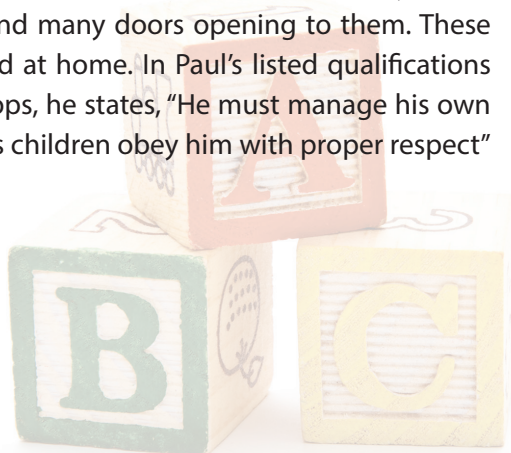 nd many doors opening to them. These
d at home. In Paul's listed qualifications
ops, he states, “He must manage his own
s children obey him with proper respect”
A
B
C